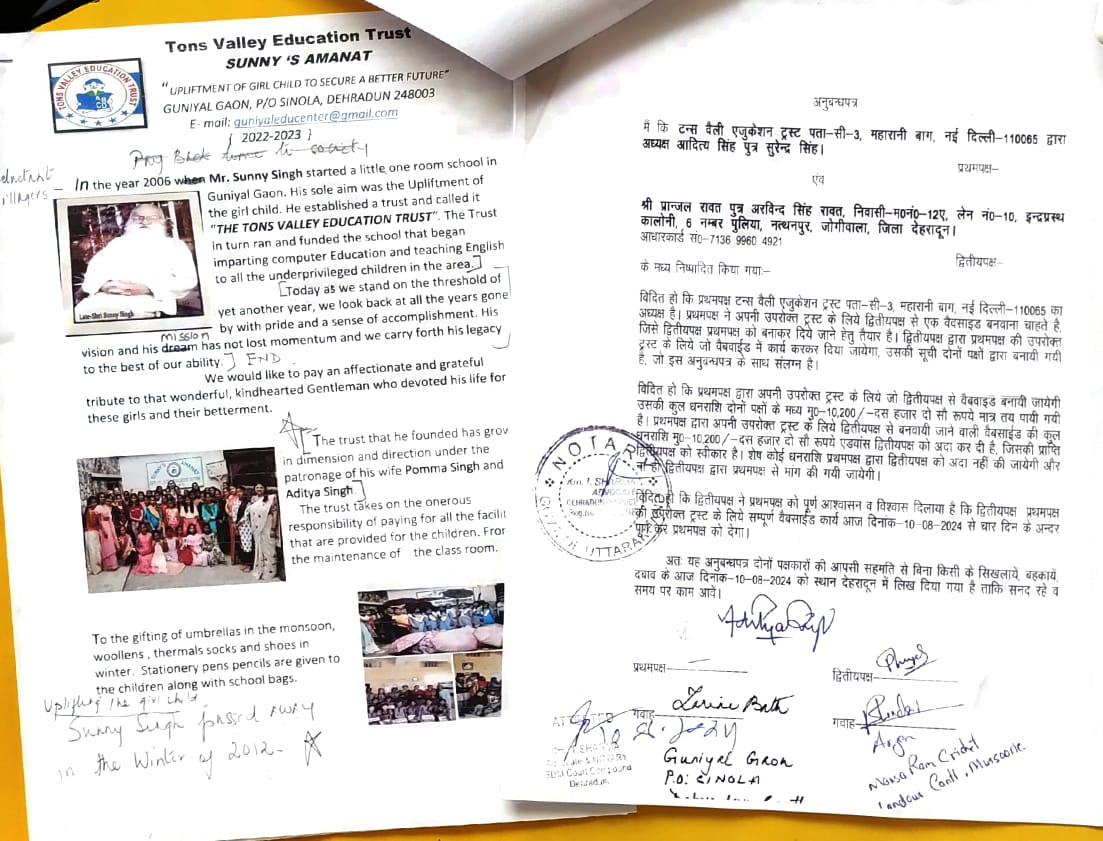 Tons Valley Education Trust
SUNNY 'S AMANAT
"UPLIFTMENT OF GIRL CHILD TO SECURE A BETTER FUTURE"
GUNIYAL GAON, P/O SINOLA, DEHRADUN 248003
E- mail; guniyaleducenter@gmail.com
{ 2022-2023 }
TONS VALLEY EDUCATION TRUST
to society
In the year 2006 when Mr. Sunny Singh started a little one room school in
Guniyal Gaon. His sole aim was the Upliftment of
the girl child. He established a trust and called it
"THE TONS VALLEY EDUCATION TRUST". The Trust
in turn ran and funded the school that began
imparting computer Education and teaching English
to all the underprivileged children in the area.]
[Today as we stand on the threshold of
yet another year, we look back at all the years gone
by with pride and a sense of accomplishment. His
mission
vision and his dream has not lost momentum and we carry forth his legacy
to the best of our ability.] END
Late-Shri Sunny Singh
We would like to pay an affectionate and grateful
tribute to that wonderful, kindhearted Gentleman who devoted his life for
these girls and their betterment.
The trust that he founded has grov
in dimension and direction under the
patronage of his wife Pomma Singh and
Aditya Singh.]
The trust takes on the onerous
responsibility of paying for all the facilit
that are provided for the children. From
the maintenance of the class room.
To the gifting of umbrellas in the monsoon,
woollens , thermals socks and shoes in
winter. Stationery pens pencils are given to
the children along with school bags.
Uplifting the girl child
Sunny Singh passed away
in the Winter of 2012-
अनुबन्धपत्र
मैं कि टन्स वैली एजुकेशन ट्रस्ट पता-सी-3, महारानी बाग, नई दिल्ली-110065 द्वारा
अध्यक्ष आदित्य सिंह पुत्र सुरेन्द्र सिंह।
प्रथमपक्ष-
एवं
श्री प्रान्जल रावत पुत्र अरविन्द सिंह रावत, निवासी-म0नं0-12ए, लेन नं0-10, इन्द्रप्रस्थ
कालोनी, 6 नम्बर पुलिया, नत्थनपुर, जोगीवाला, जिला देहरादून।
आधारकार्ड सं0-7136 9960 4921
द्वितीयपक्ष-
के मध्य निष्पादित किया गया:-
विदित हो कि प्रथमपक्ष टन्स वैली एजुकेशन ट्रस्ट पता-सी-3, महारानी बाग, नई दिल्ली-110065 का
अध्यक्ष है। प्रथमपक्ष ने अपनी उपरोक्त ट्रस्ट के लिये द्वितीयपक्ष से एक वैवसाइड बनवाना चाहते है,
जिसे द्वितीयपक्ष प्रथमपक्ष को बनाकर दिये जाने हेतु तैयार है। द्वितीयपक्ष द्वारा प्रथमपक्ष की उपरोक्त
ट्रस्ट के लिये जो वैबवाईड में कार्य करकर दिया जायेगा, उसकी सूची दोनों पक्षों द्वारा बनायी गयी
है, जो इस अनुबन्धपत्र के साथ संलग्न है।
विदित हो कि प्रथमपक्ष द्वारा अपनी उपरोक्त ट्रस्ट के लिये जो द्वितीयपक्ष से वैबवाइड बनायी जायेगी
उसकी कुल धनराशि दोनों पक्षों के मध्य मु0-10,200/-दस हजार दो सौ रूपये मात्र तय पायी गयी
है। प्रथमपक्ष द्वारा अपनी उपरोक्त ट्रस्ट के लिये द्वितीयपक्ष से बनवायी जाने वाली वैबसाईड की कुल
धनराशि मु0-10,200/-दस हजार दो सौ रूपये एडवांस द्वितीयपक्ष को अदा कर दी है, जिसकी प्राप्ति
द्वितीयपक्ष को स्वीकार है। शेष कोई धनराशि प्रथमपक्ष द्वारा द्वितीयपक्ष को अदा नहीं की जायेगी और
ना ही द्वितीयपक्ष द्वारा प्रथमपक्ष से मांग की गयी जायेगी।
विदित हो कि द्वितीयपक्ष ने प्रथमपक्ष को पूर्ण आश्वासन व विश्वास दिलाया है कि द्वितीयपक्ष प्रथमपक्ष
की उपरोक्त ट्रस्ट के लिये सम्पूर्ण वैबसाईड कार्य आज दिनांक-10-08-2024 से चार दिन के अन्दर
पूर्ण कर प्रथमपक्ष को देगा।
अतः यह अनुबन्धपत्र दोनों पक्षकारों की आपसी सहमति से बिना किसी के सिखलाये, बहकाये,
दबाव के आज दिनांक-10-08-2024 को स्थान देहरादून में लिख दिया गया है ताकि सनद रहे व
समय पर काम आवें।
NOTARY
ADVOCATE
UTTARA
प्रथमपक्ष-
द्वितीयपक्ष-
गवाह-
गवाह-
Guniyal Gaon
P.O: SINOLA
Landour Cantt, Mussoorie
SDM Court Compound
Dehradun